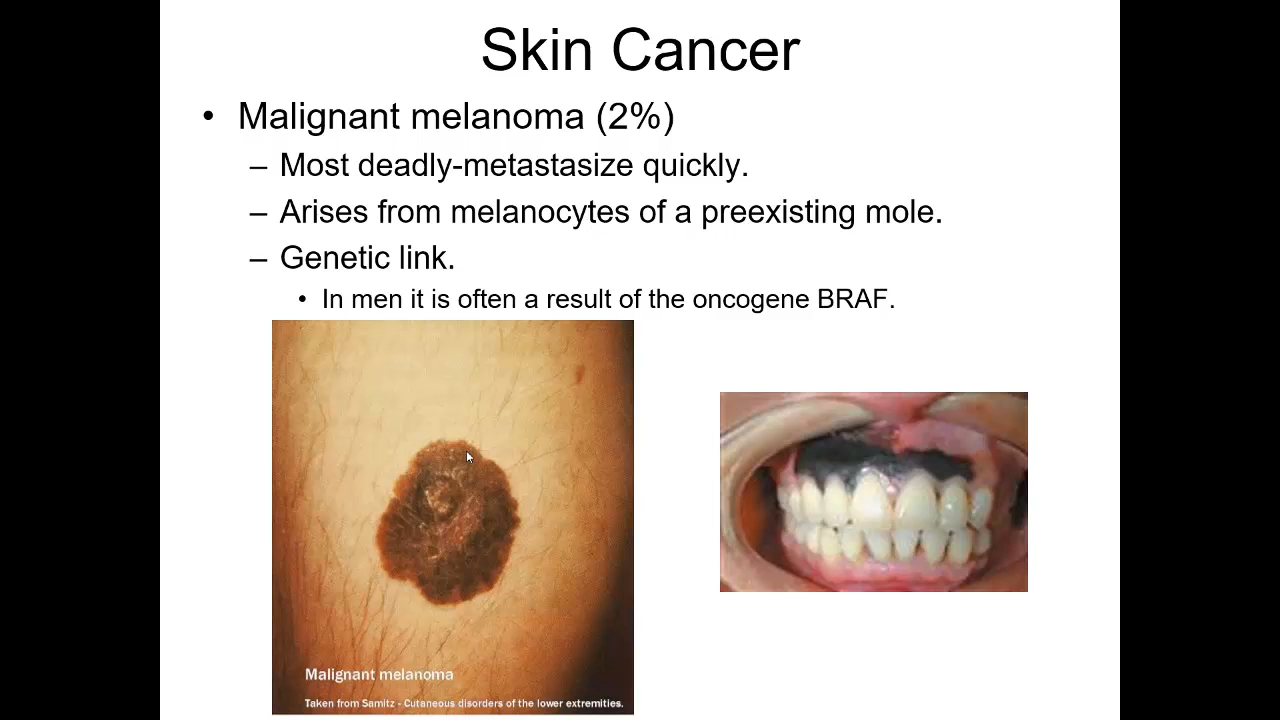 Skin Cancer
• Malignant melanoma (2%)
– Most deadly-metastasize quickly.
– Arises from melanocytes of a preexisting mole.
– Genetic link.
• In men it is often a result of the oncogene BRAF.
Malignant melanoma
Taken from Samitz - Cutaneous disorders of the lower extremities.